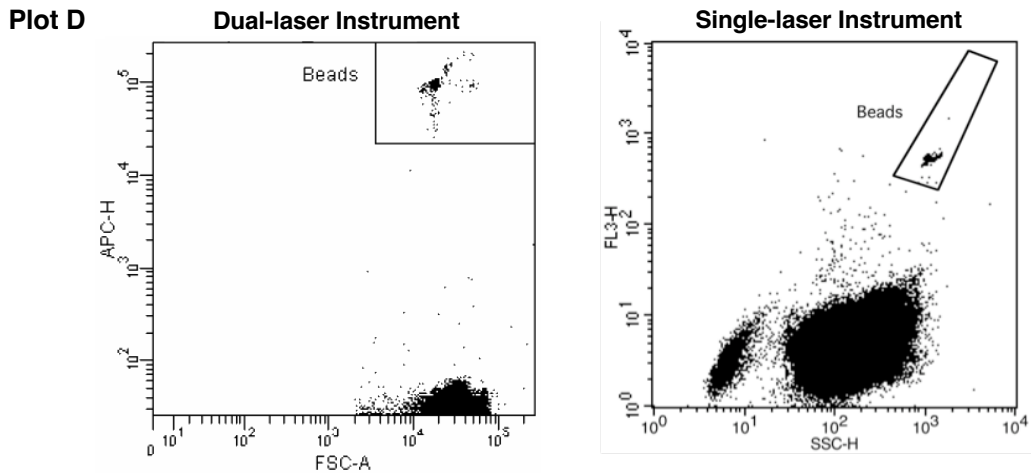 Plot D
Dual-laser Instrument
Single-laser Instrument
Beads
APC-H
10^5
10^4
10^3
10^2
0
10^1
10^2
10^3
10^4
10^5
FSC-A
Beads
FL3-H
10^4
10^3
10^2
10^1
10^0
10^0
10^1
10^2
10^3
10^4
SSC-H